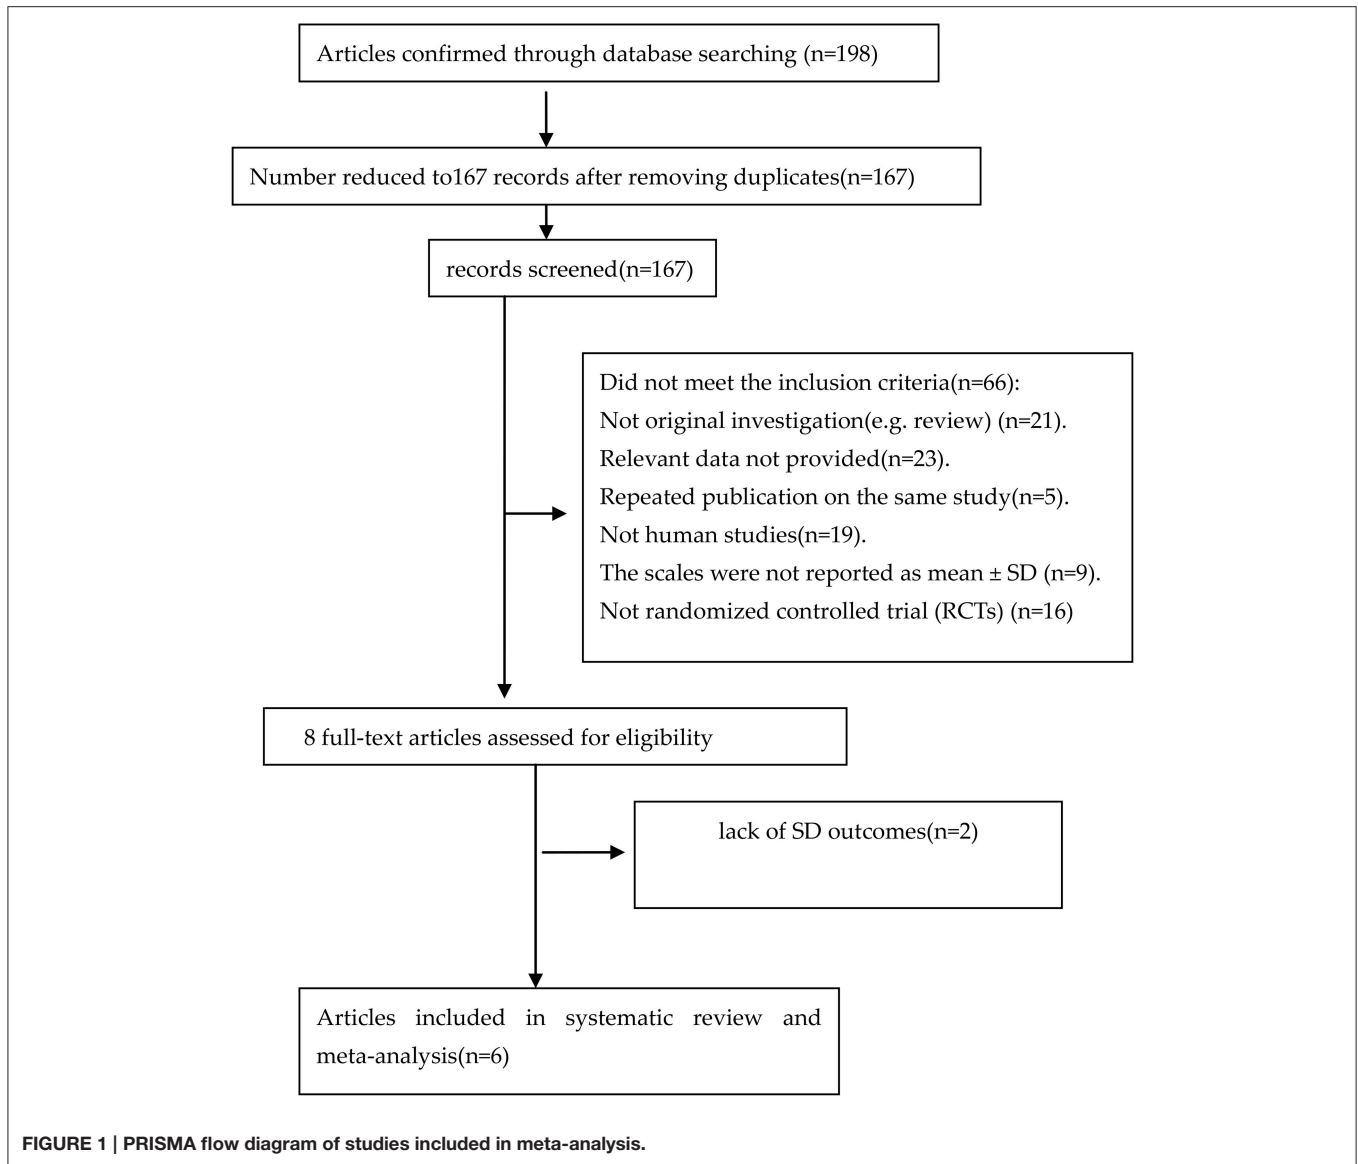 Articles confirmed through database searching (n=198)
Number reduced to167 records after removing duplicates(n=167)
records screened(n=167)
Did not meet the inclusion criteria(n=66):
Not original investigation(e.g. review) (n=21).
Relevant data not provided(n=23).
Repeated publication on the same study(n=5).
Not human studies(n=19).
The scales were not reported as mean ± SD (n=9).
Not randomized controlled trial (RCTs) (n=16)
8 full-text articles assessed for eligibility
lack of SD outcomes(n=2)
Articles included in systematic review and
meta-analysis(n=6)
FIGURE 1 | PRISMA flow diagram of studies included in meta-analysis.